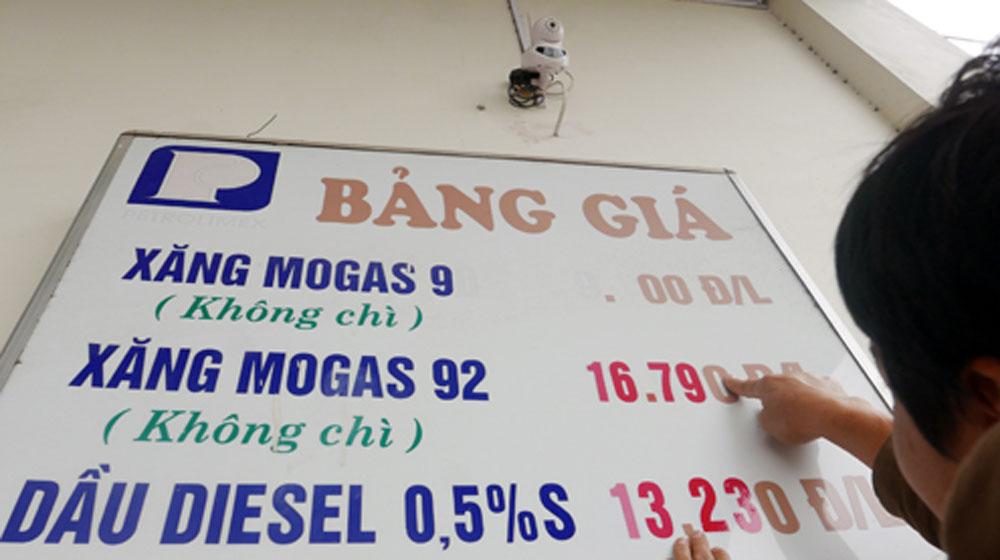 PETROLIMEX
BẢNG GIÁ
XĂNG MOGAS 9 . 00 Đ/L
( Không chì )
XĂNG MOGAS 92 16.790 Đ/L
( Không chì )
DẦU DIESEL 0,5%S 13.230 Đ/L